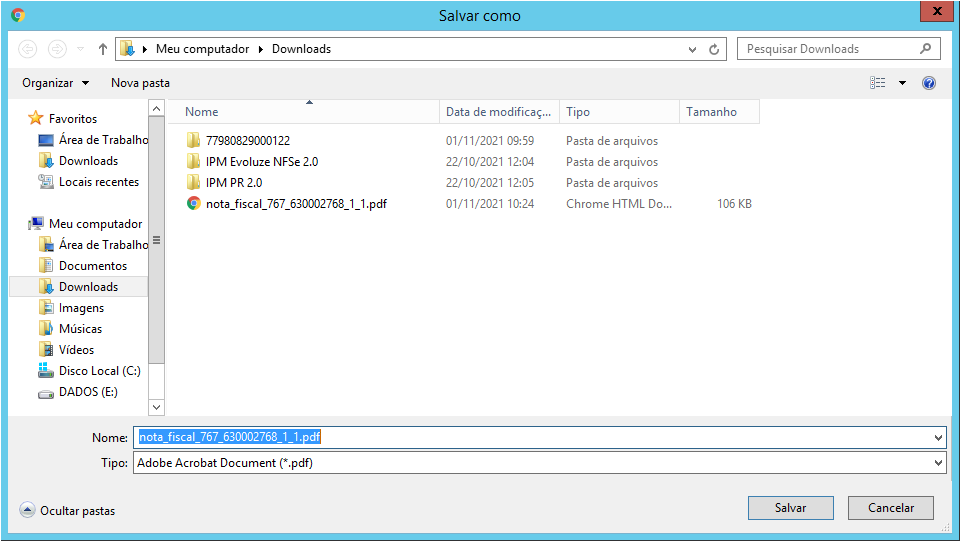 Salvar como
Meu computador Downloads
Pesquisar Downloads
Organizar Nova pasta
Favoritos
Área de Trabalho
Downloads
Locais recentes
Meu computador
Área de Trabalho
Documentos
Downloads
Imagens
Músicas
Vídeos
Disco Local (C:)
DADOS (E:)
Nome Data de modificaç... Tipo Tamanho
77980829000122 01/11/2021 09:59 Pasta de arquivos
IPM Evoluze NFSe 2.0 22/10/2021 12:04 Pasta de arquivos
IPM PR 2.0 22/10/2021 12:05 Pasta de arquivos
nota_fiscal_767_630002768_1_1.pdf 01/11/2021 10:24 Chrome HTML Do... 106 KB
Nome: nota_fiscal_767_630002768_1_1.pdf
Tipo: Adobe Acrobat Document (*.pdf)
Ocultar pastas
Salvar Cancelar